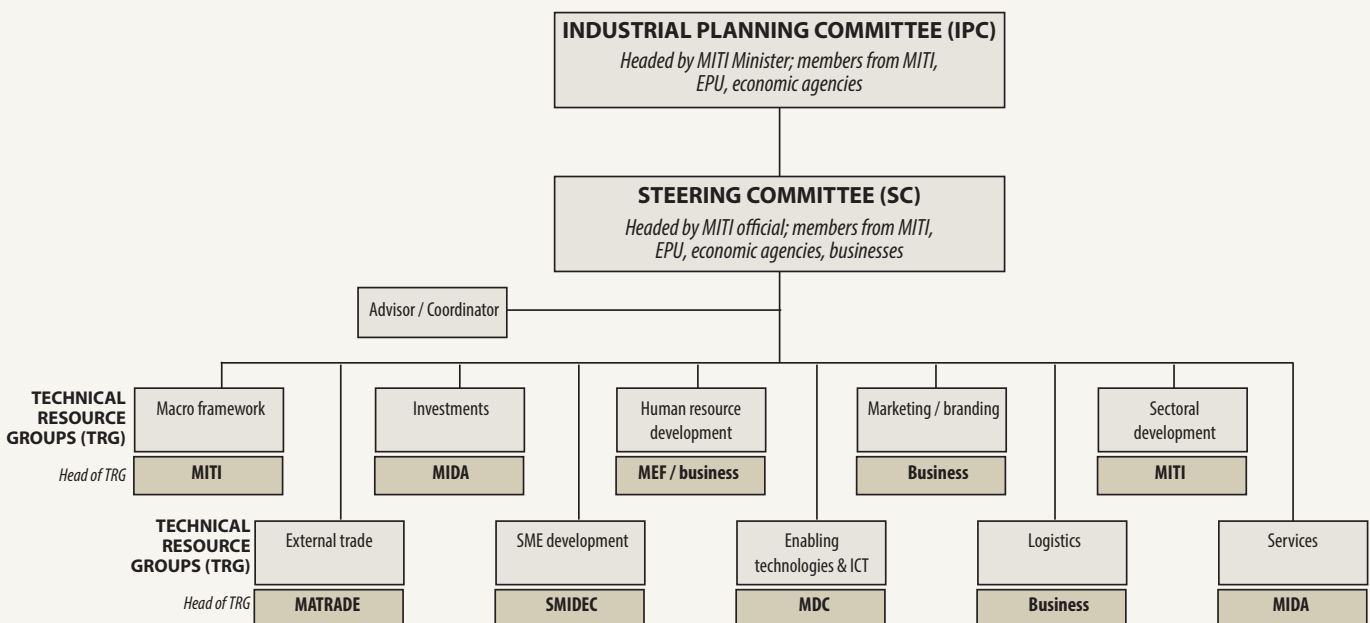 INDUSTRIAL PLANNING COMMITTEE (IPC)
Headed by MITI Minister; members from MITI,
EPU, economic agencies
STEERING COMMITTEE (SC)
Headed by MITI official; members from MITI,
EPU, economic agencies, businesses
Advisor / Coordinator
TECHNICAL
RESOURCE
GROUPS (TRG)
Macro framework
Investments
Human resource
development
Marketing / branding
Sectoral
development
Head of TRG
MITI
MIDA
MEF / business
Business
MITI
TECHNICAL
RESOURCE
GROUPS (TRG)
External trade
SME development
Enabling
technologies & ICT
Logistics
Services
Head of TRG
MATRADE
SMIDEC
MDC
Business
MIDA